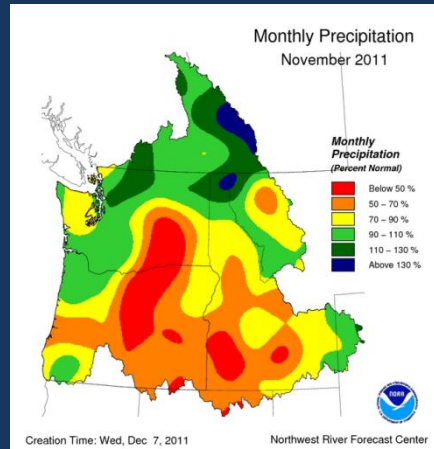 Monthly Precipitation
November 2011
Monthly
Precipitation
(Percent Normal)
Below 50 %
50 – 70 %
70 – 90 %
90 – 110 %
110 – 130 %
Above 130 %
NOAA
Creation Time: Wed, Dec 7, 2011
Northwest River Forecast Center